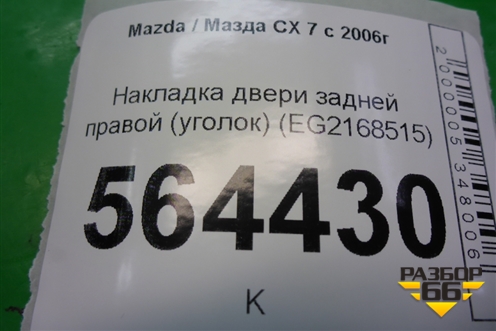 Mazda / Мазда CX 7 с 2006г
Накладка двери задней
правой (уголок) (EG2168515)
564430
K
2000005348006
РАЗБОР
66